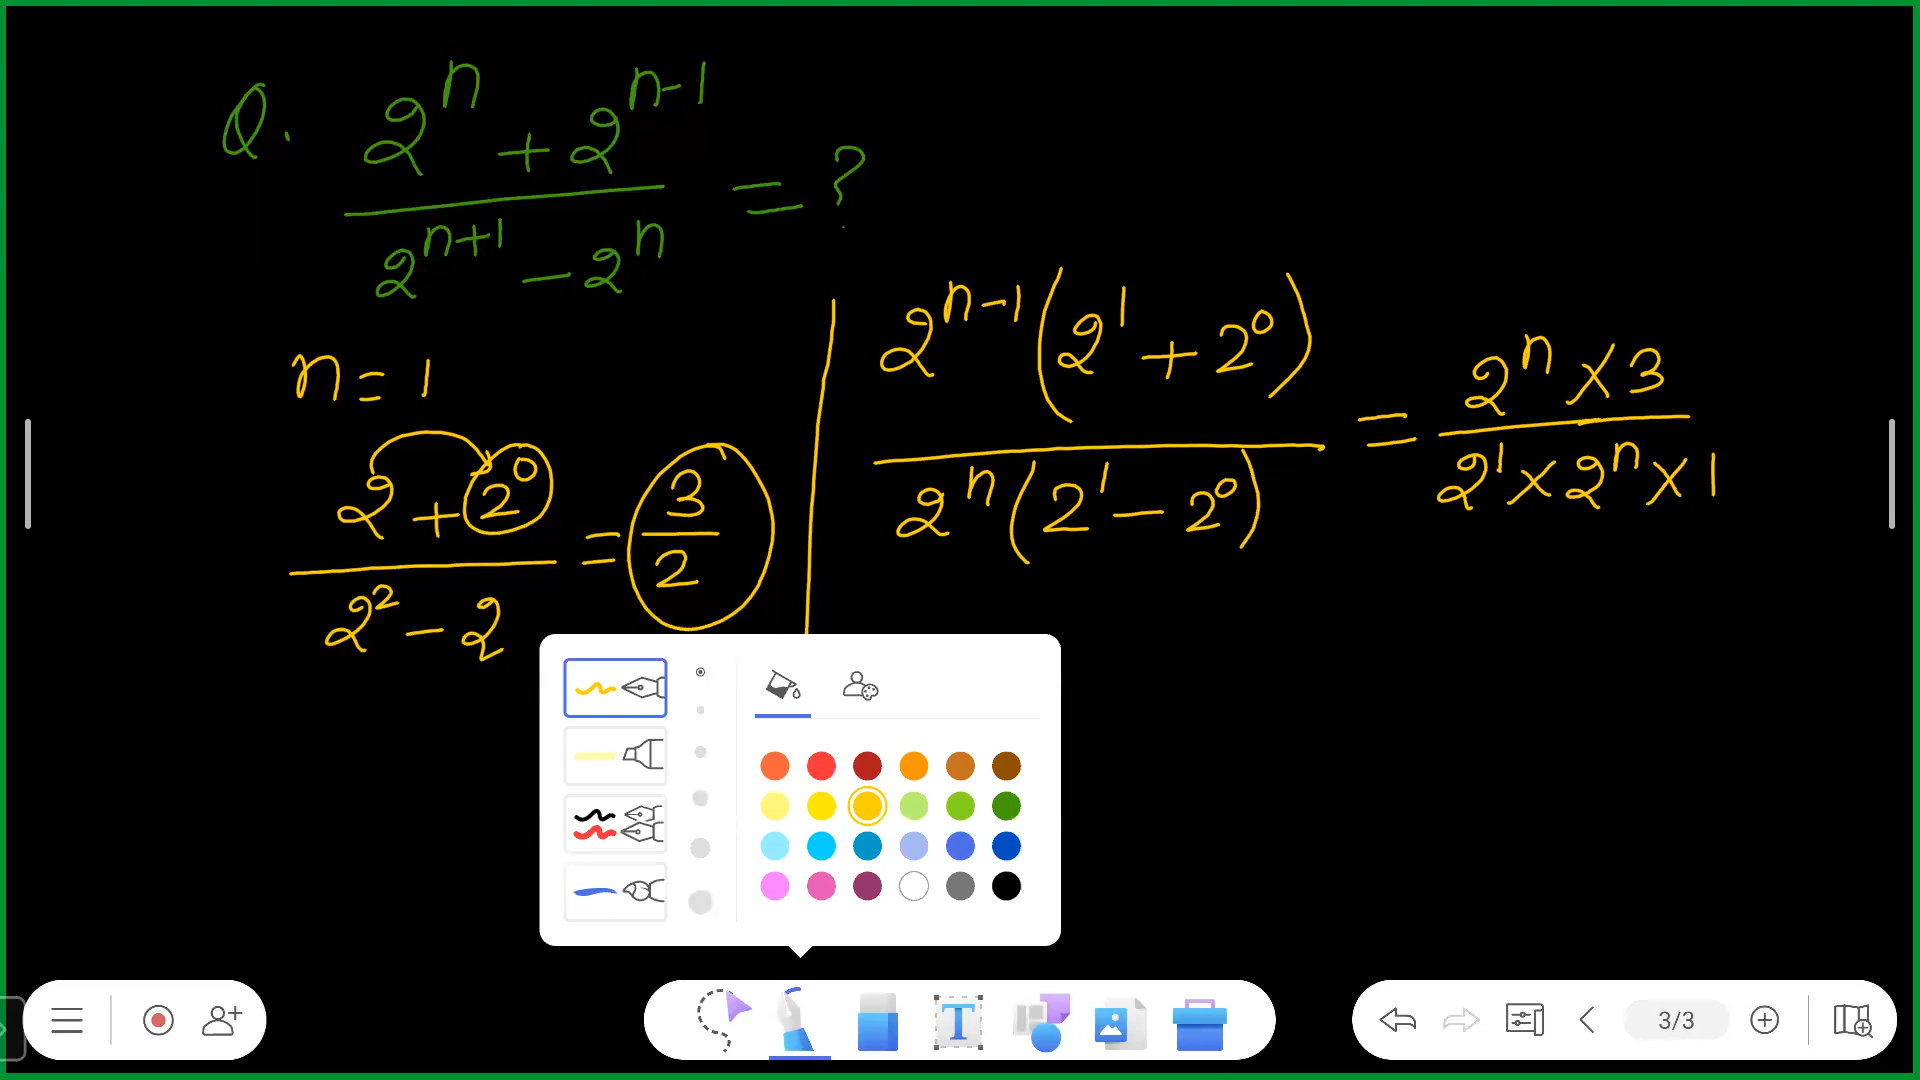 Q. 2^n + 2^(n-1)
2^(n+1) - 2^n
= ?
n = 1
2 + 2^0
2^2 - 2
= 3
2
2^(n-1) (2^1 + 2^0)
2^n (2^1 - 2^0)
= 2^n × 3
2^1 × 2^n × 1
T
3/3